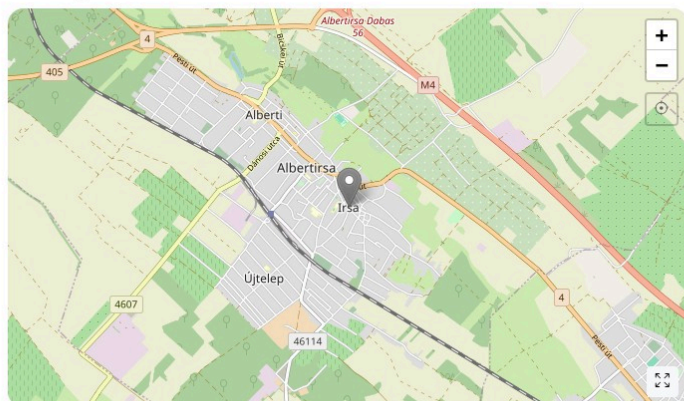 Albertirsa Dabas
56
4
Bicskei út
Pesti út
405
M4
Alberti
Dánosi utca
Albertirsa
út
Irsa
Újtelep
4607
4
46114
Pesti út
+
−